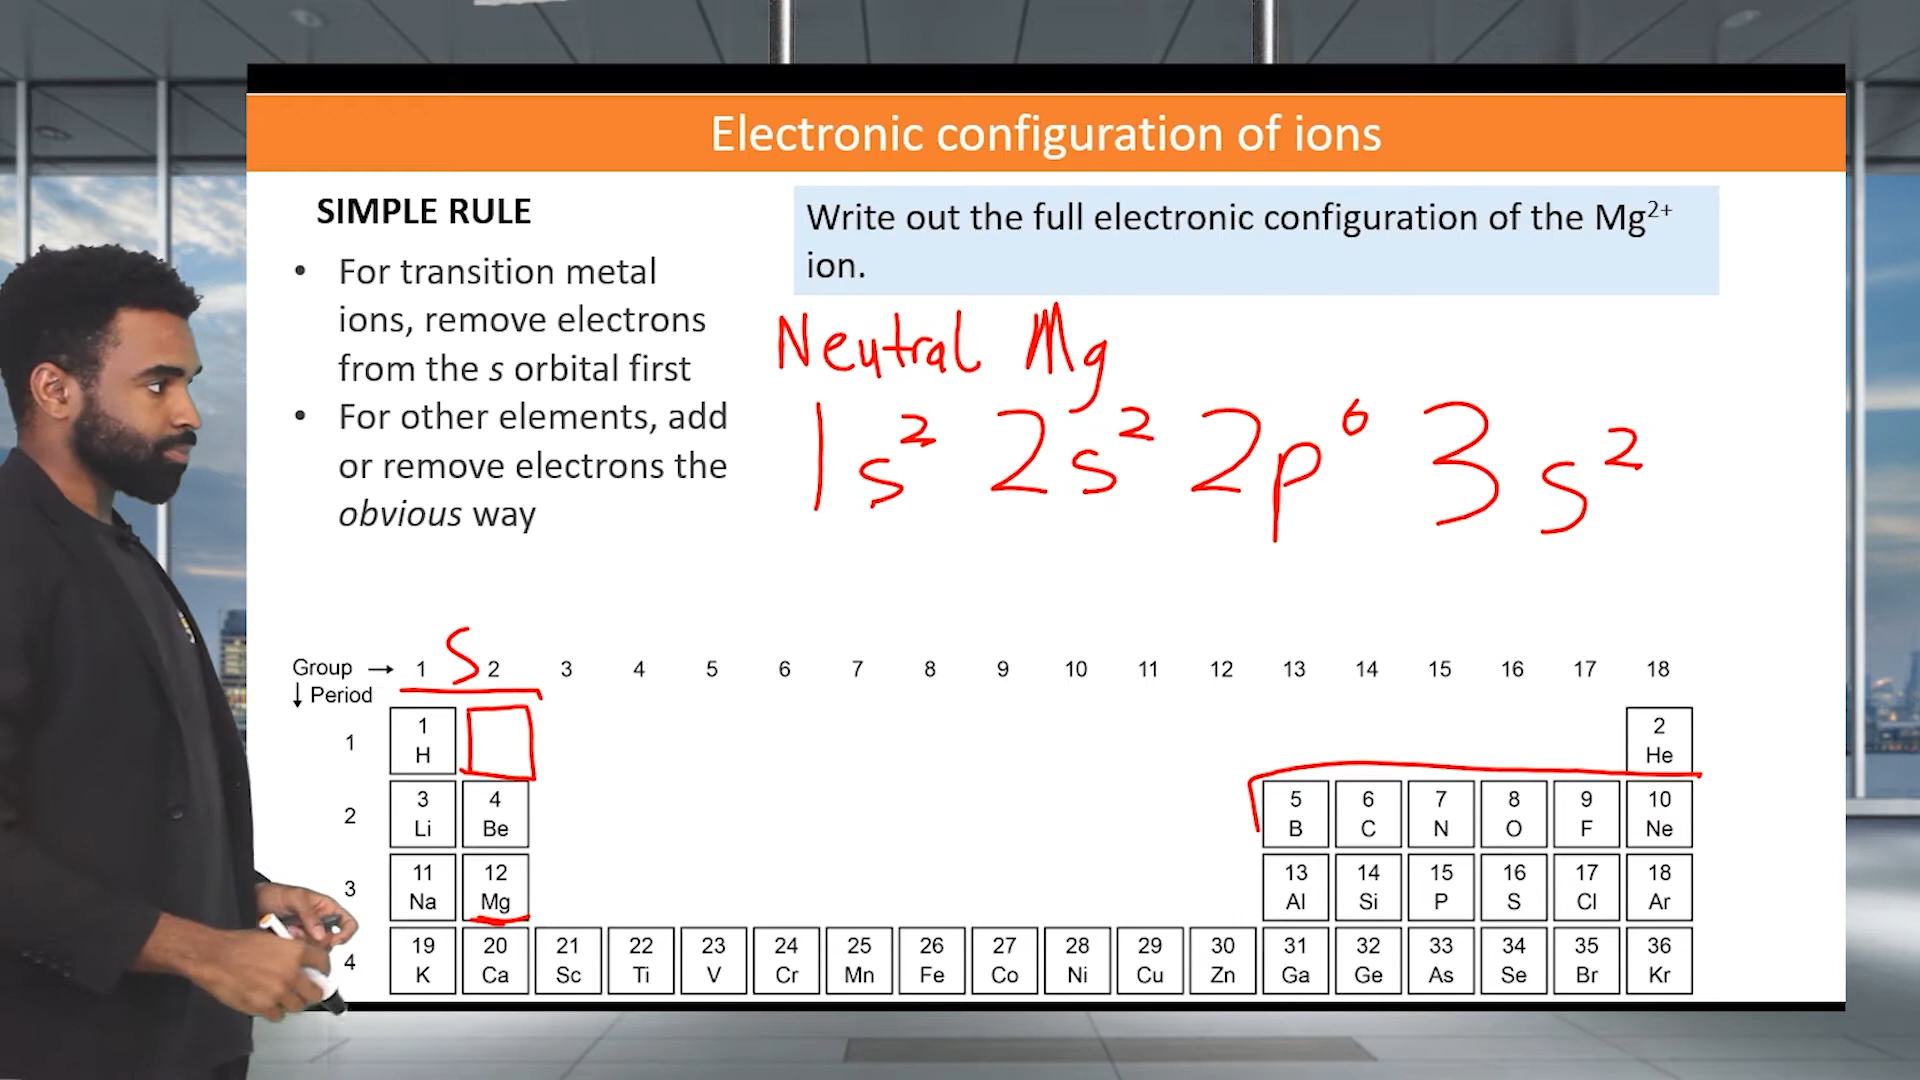 Electronic configuration of ions
SIMPLE RULE
• For transition metal
ions, remove electrons
from the s orbital first
• For other elements, add
or remove electrons the
obvious way
Write out the full electronic configuration of the Mg²⁺
ion.
Neutral Mg
1s² 2s² 2p⁶ 3s²
S
Group → 1 2 3 4 5 6 7 8 9 10 11 12 13 14 15 16 17 18
↓ Period
1 2
1 H He
3 4 5 6 7 8 9 10
2 Li Be B C N O F Ne
11 12 13 14 15 16 17 18
3 Na Mg Al Si P S Cl Ar
19 20 21 22 23 24 25 26 27 28 29 30 31 32 33 34 35 36
4 K Ca Sc Ti V Cr Mn Fe Co Ni Cu Zn Ga Ge As Se Br Kr